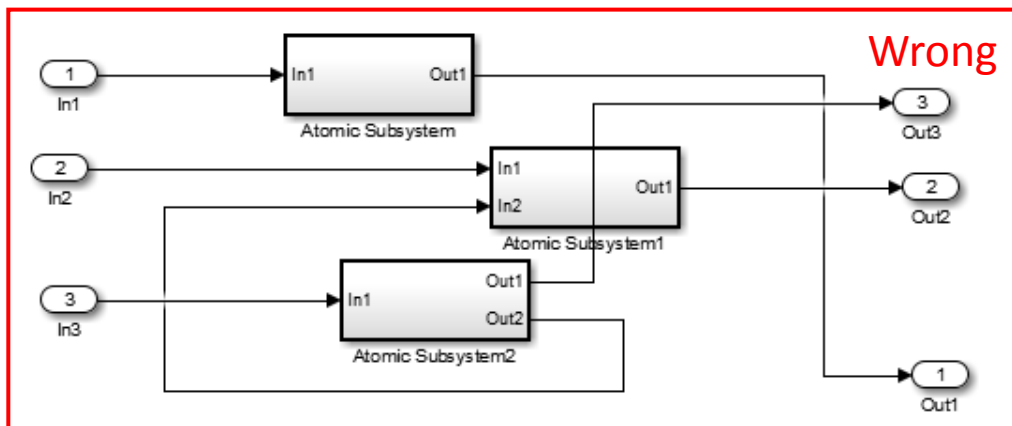 Wrong
1
In1
In1
Out1
Atomic Subsystem
3
Out3
2
In2
In1
In2
Out1
Atomic Subsystem1
2
Out2
3
In3
In1
Out1
Out2
Atomic Subsystem2
1
Out1